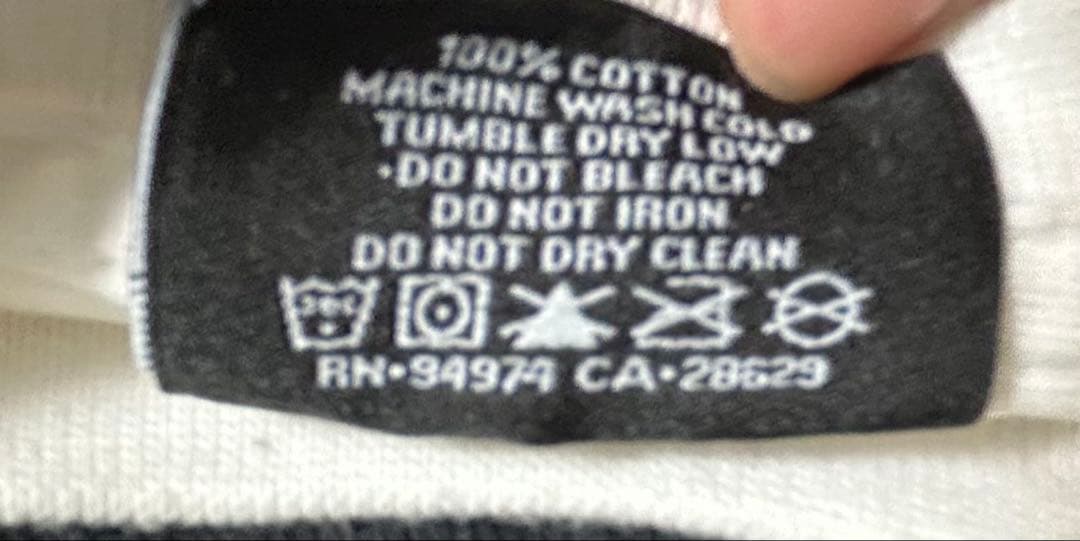 100% COTTON
MACHINE WASH COLD
TUMBLE DRY LOW
·DO NOT BLEACH
DO NOT IRON
DO NOT DRY CLEAN
RN•94974 CA•28629